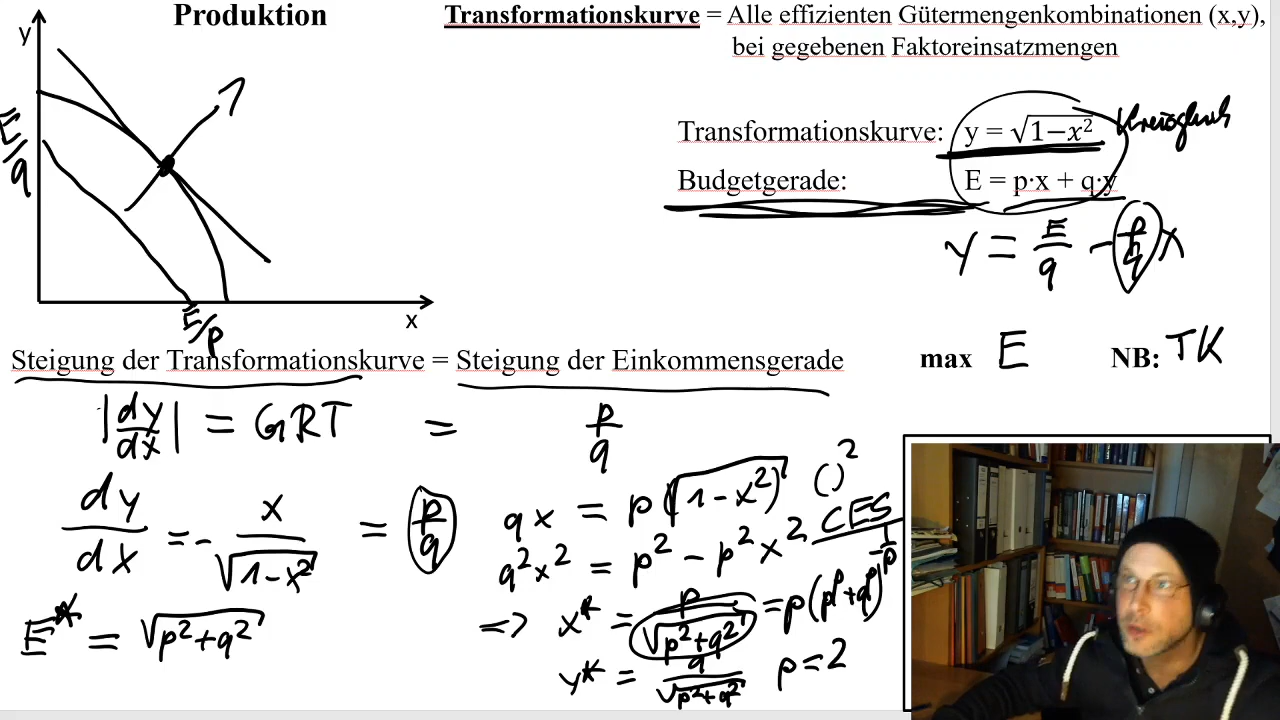 Produktion
Transformationskurve = Alle effizienten Gütermengenkombinationen (x,y),
bei gegebenen Faktoreinsatzmengen
y
E/q
x
E/p
Transformationskurve: y = √1−x²
Budgetgerade: E = p·x + q·y
y = E/q − p/q x
Steigung der Transformationskurve = Steigung der Einkommensgerade
max E NB: TK
|dy/dx| = GRT = p/q
dy/dx = − x/√(1−x²) = p/q
E* = √(p²+q²)
qx = p√(1−x²) ()²
q²x² = p² − p²x² CES
⇒ x* = p/√(p²+q²) = p(p^ρ+q^ρ)^(−1/ρ)
y* = q/√(p²+q²) ρ=2